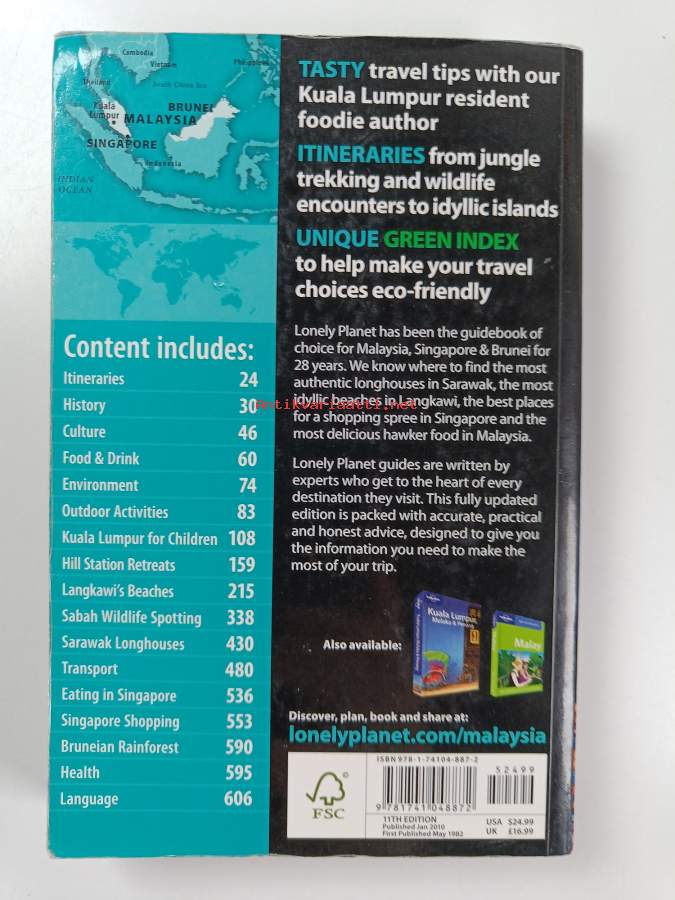 Cambodia
Vietnam
Philippines
Thailand
South China Sea
Kuala
Lumpur
BRUNEI
MALAYSIA
SINGAPORE
Indonesia
INDIAN
OCEAN
TASTY travel tips with our
Kuala Lumpur resident
foodie author
ITINERARIES from jungle
trekking and wildlife
encounters to idyllic islands
UNIQUE GREEN INDEX
to help make your travel
choices eco-friendly
Content includes:
Itineraries 24
History 30
Culture 46
Food & Drink 60
Environment 74
Outdoor Activities 83
Kuala Lumpur for Children 108
Hill Station Retreats 159
Langkawi's Beaches 215
Sabah Wildlife Spotting 338
Sarawak Longhouses 430
Transport 480
Eating in Singapore 536
Singapore Shopping 553
Bruneian Rainforest 590
Health 595
Language 606
Lonely Planet has been the guidebook of
choice for Malaysia, Singapore & Brunei for
28 years. We know where to find the most
authentic longhouses in Sarawak, the most
idyllic beaches in Langkawi, the best places
for a shopping spree in Singapore and the
most delicious hawker food in Malaysia.
Antikvariaatti.net
Lonely Planet guides are written by
experts who get to the heart of every
destination they visit. This fully updated
edition is packed with accurate, practical
and honest advice, designed to give you
the information you need to make the
most of your trip.
Also available:
Kuala Lumpur,
Melaka & Penang
Malay
Discover, plan, book and share at:
lonelyplanet.com/malaysia
ISBN 978-1-74104-887-2
52499
9 781741 048872
FSC
11TH EDITION
Published Jan 2010
First Published May 1982
USA $24.99
UK £16.99